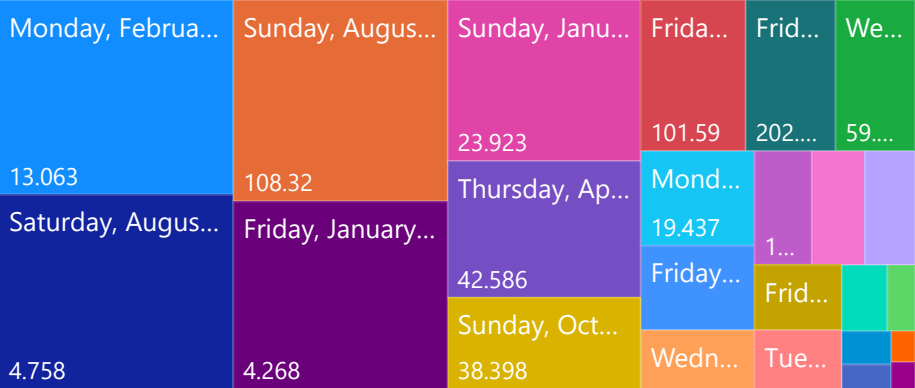 Monday, Februa...
13.063
Saturday, Augus...
4.758
Sunday, Augus...
108.32
Friday, January...
4.268
Sunday, Janu...
23.923
Thursday, Ap...
42.586
Sunday, Oct...
38.398
Frida...
101.59
Frid...
202....
We...
59....
Mond...
19.437
Friday...
Wedn...
1...
Frid...
Tue...